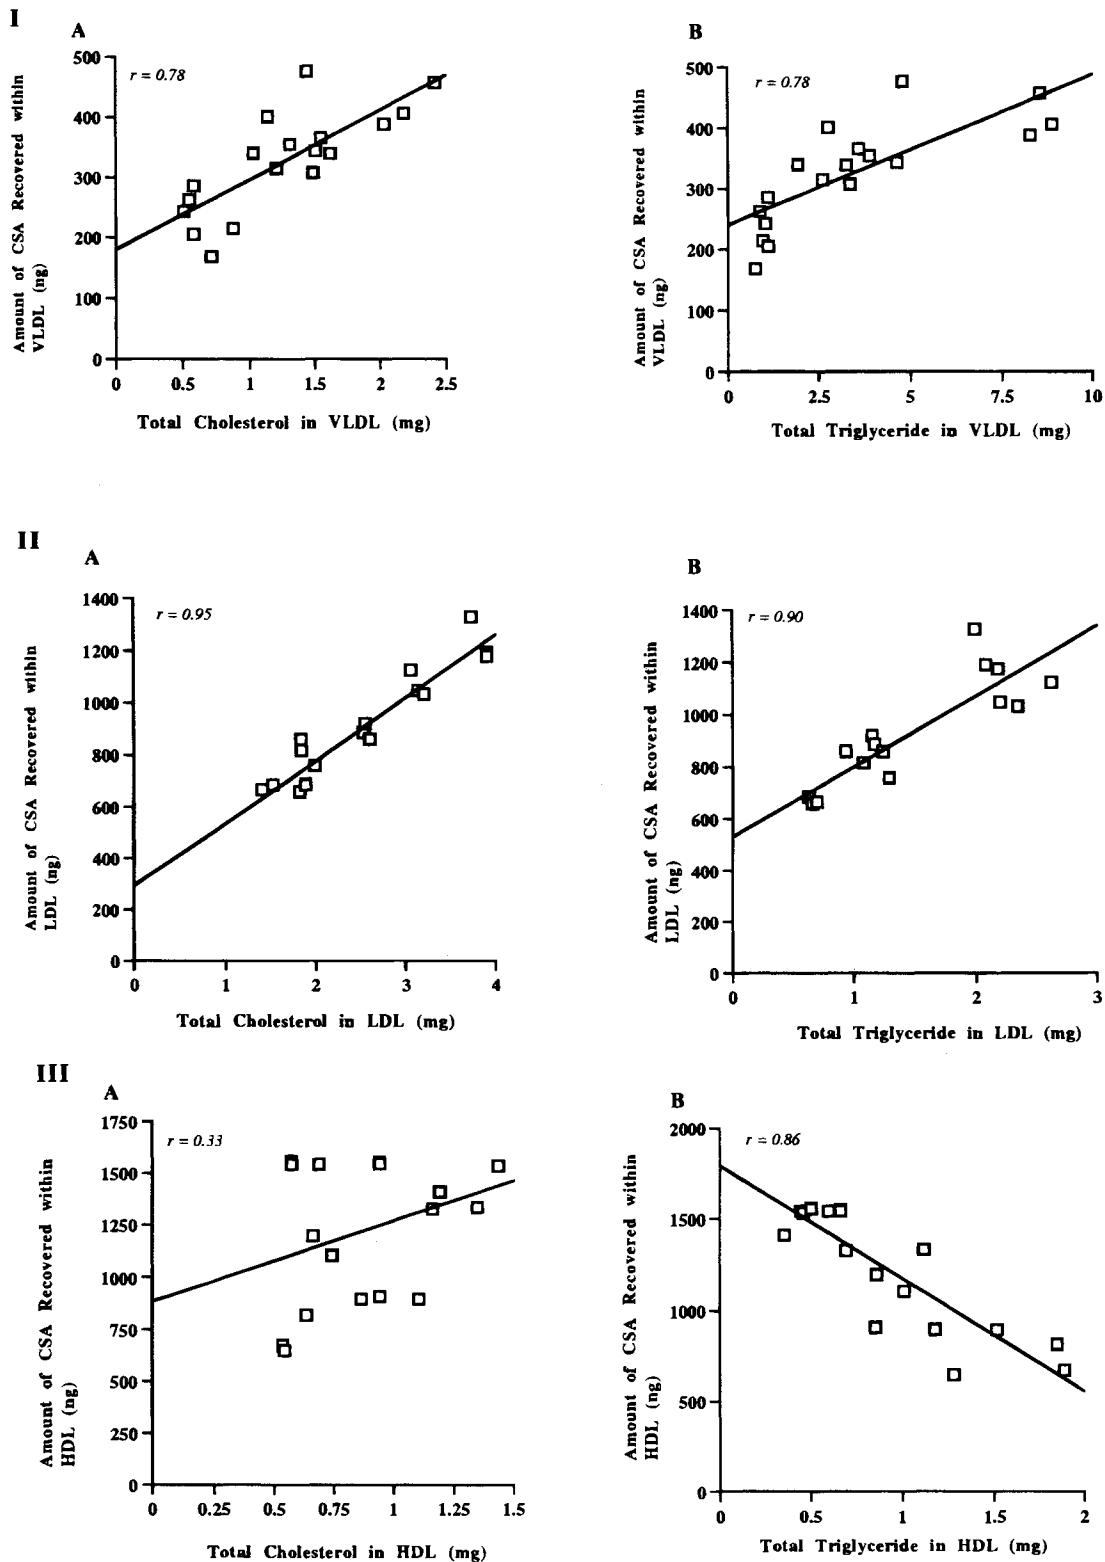 I
A
r = 0.78
Amount of CSA Recovered within
VLDL (ng)
500
400
300
200
100
0
0 0.5 1 1.5 2 2.5
Total Cholesterol in VLDL (mg)
B
r = 0.78
Amount of CSA Recovered within
VLDL (ng)
500
400
300
200
100
0
0 2.5 5 7.5 10
Total Triglyceride in VLDL (mg)
II
A
r = 0.95
Amount of CSA Recovered within
LDL (ng)
1400
1200
1000
800
600
400
200
0
0 1 2 3 4
Total Cholesterol in LDL (mg)
B
r = 0.90
Amount of CSA Recovered within
LDL (ng)
1400
1200
1000
800
600
400
200
0
0 1 2 3
Total Triglyceride in LDL (mg)
III
A
r = 0.33
Amount of CSA Recovered within
HDL (ng)
1750
1500
1250
1000
750
500
250
0
0 0.25 0.5 0.75 1 1.25 1.5
Total Cholesterol in HDL (mg)
B
r = 0.86
Amount of CSA Recovered within
HDL (ng)
2000
1500
1000
500
0
0 0.5 1 1.5 2
Total Triglyceride in HDL (mg)